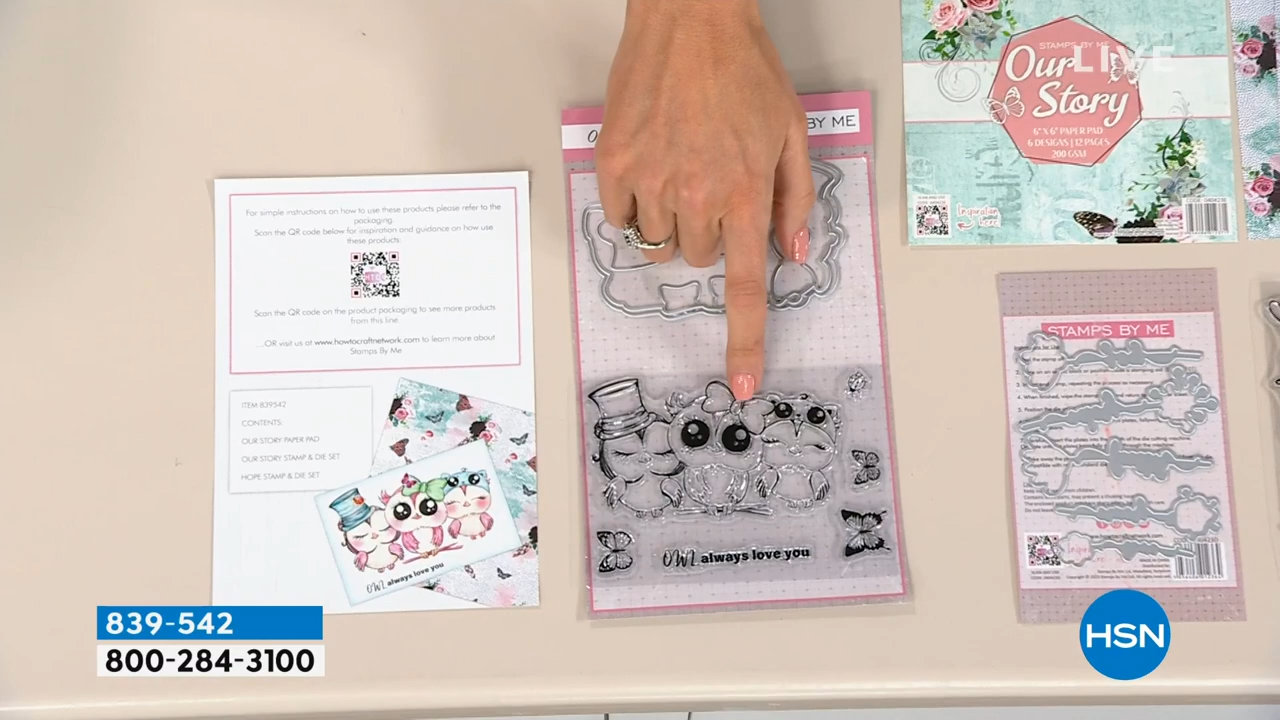 For simple instructions on how to use these products please refer to the
packaging.
Scan the QR code below for inspiration and guidance on how use
these products:
Scan the QR code on the product packaging to see more products
from this line.
...OR visit us at www.howtocraftnetwork.com to learn more about
Stamps By Me
ITEM 839542
CONTENTS:
OUR STORY PAPER PAD
OUR STORY STAMP & DIE SET
HOPE STAMP & DIE SET
OWL always love you
BY ME
OWL always love you
STAMPS BY ME
Our
Story
6" X 6" PAPER PAD
6 DESIGNS | 12 PAGES
200 GSM
LIVE
STAMPS BY ME
839-542
800-284-3100
HSN